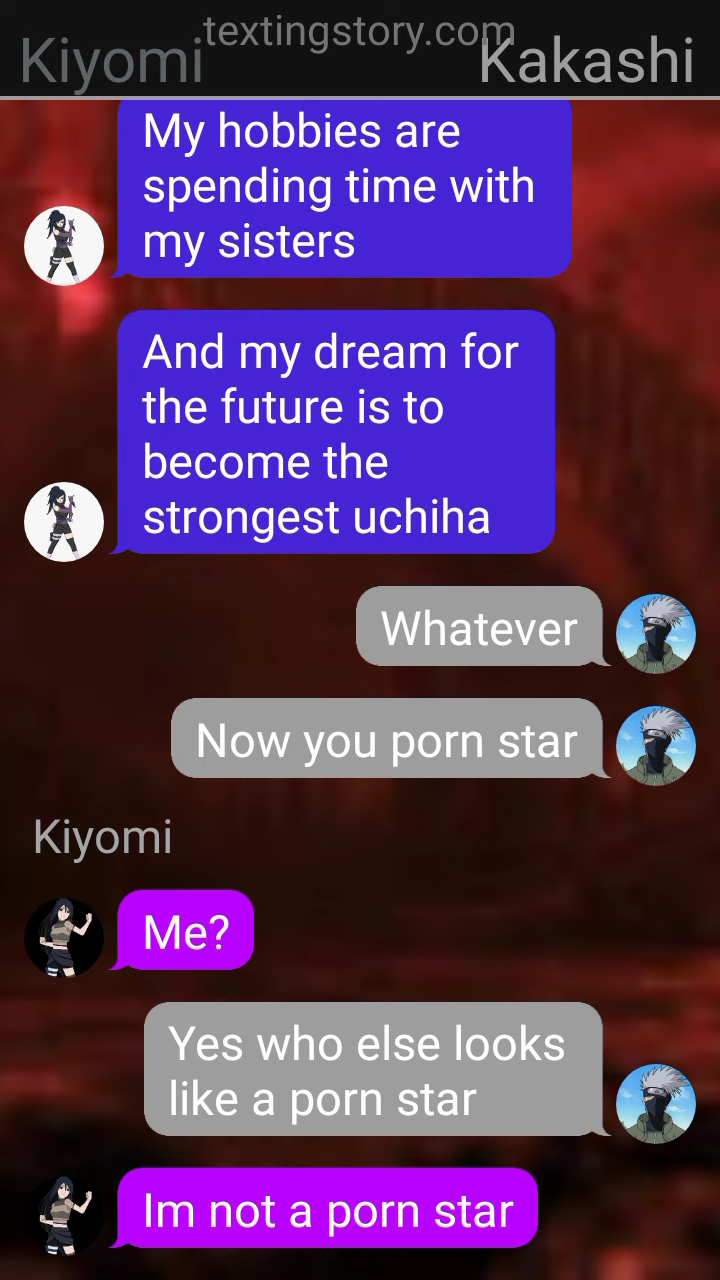 textingstory.com
Kiyomi
Kakashi
My hobbies are
spending time with
my sisters
And my dream for
the future is to
become the
strongest uchiha
Whatever
Now you porn star
Kiyomi
Me?
Yes who else looks
like a porn star
Im not a porn star